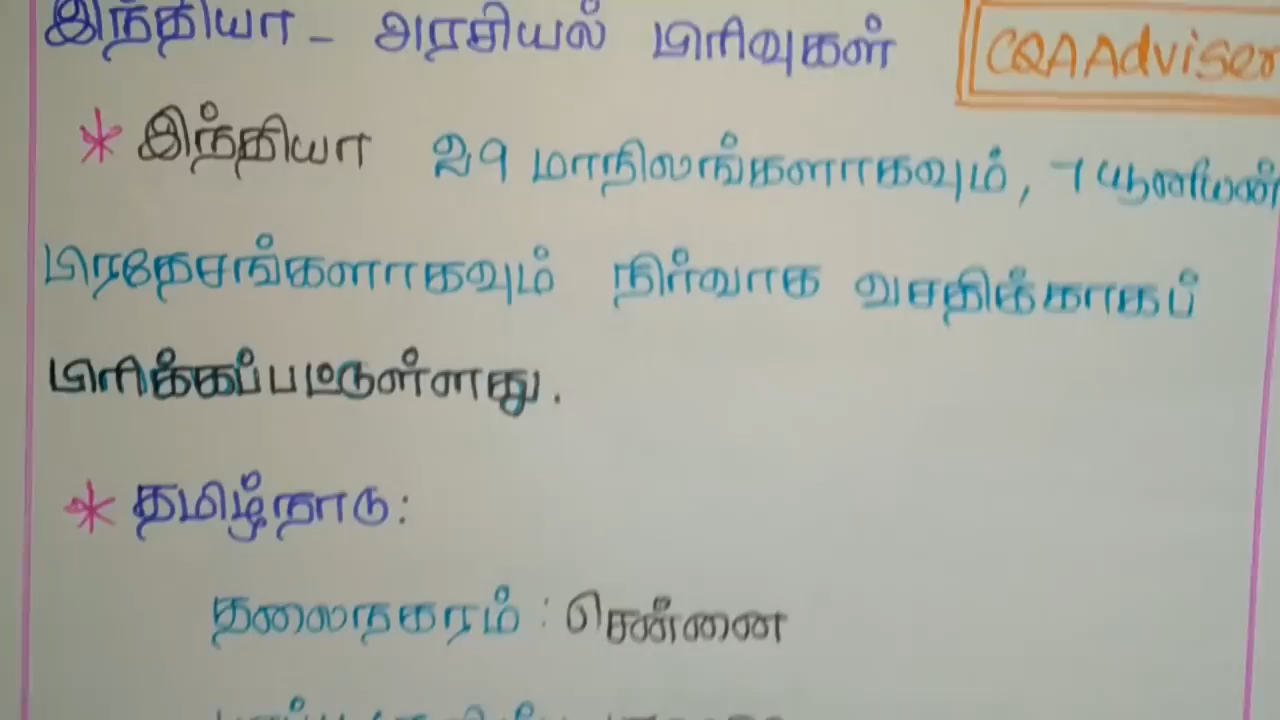 இந்தியா - அரசியல் பிரிவுகள்
CQAAdviser
* இந்தியா 29 மாநிலங்களாகவும், 7 யூனியன்
பிரதேசங்களாகவும் நிர்வாக வசதிக்காகப்
பிரிக்கப்பட்டுள்ளது.
* தமிழ்நாடு:
தலைநகரம் : சென்னை